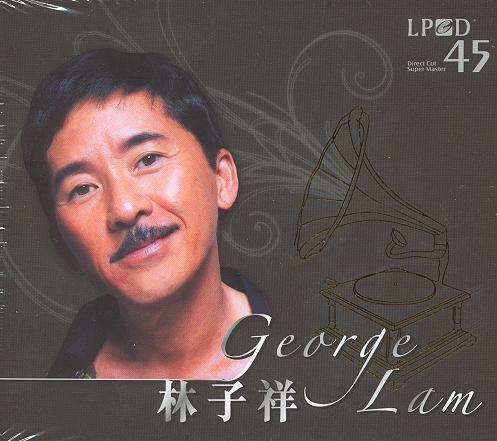 LPCD
Direct Cut
Super Master
45
George
林子祥
Lam